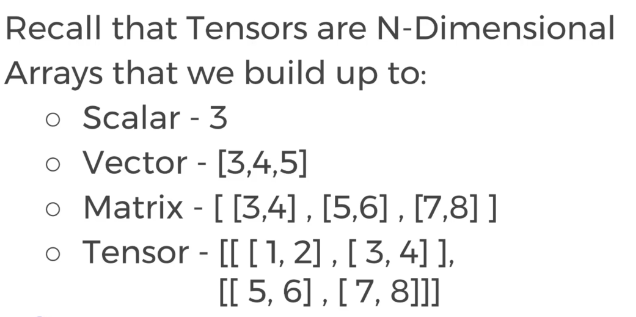 Recall that Tensors are N-Dimensional
Arrays that we build up to:
○ Scalar - 3
○ Vector - [3,4,5]
○ Matrix - [ [3,4] , [5,6] , [7,8] ]
○ Tensor - [[ [ 1, 2] , [ 3, 4] ],
[[ 5, 6] , [ 7, 8]]]